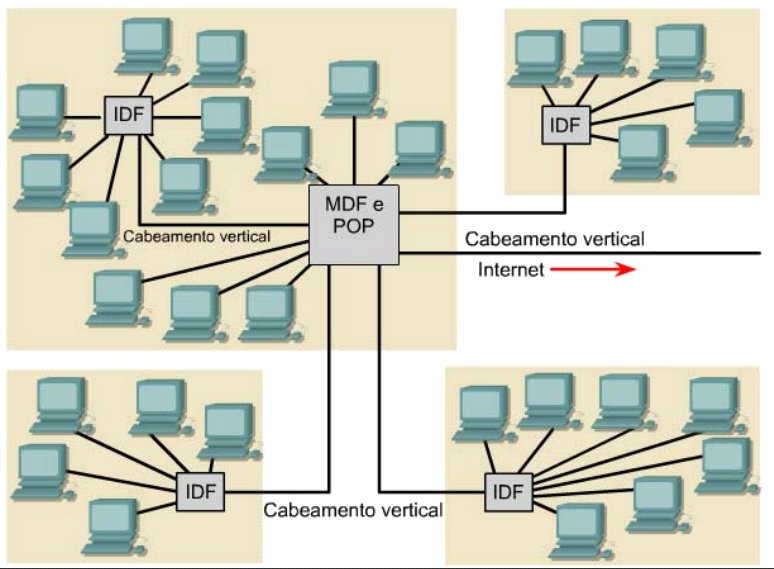 IDF
IDF
MDF e
POP
Cabeamento vertical
Cabeamento vertical
Internet
IDF
IDF
Cabeamento vertical